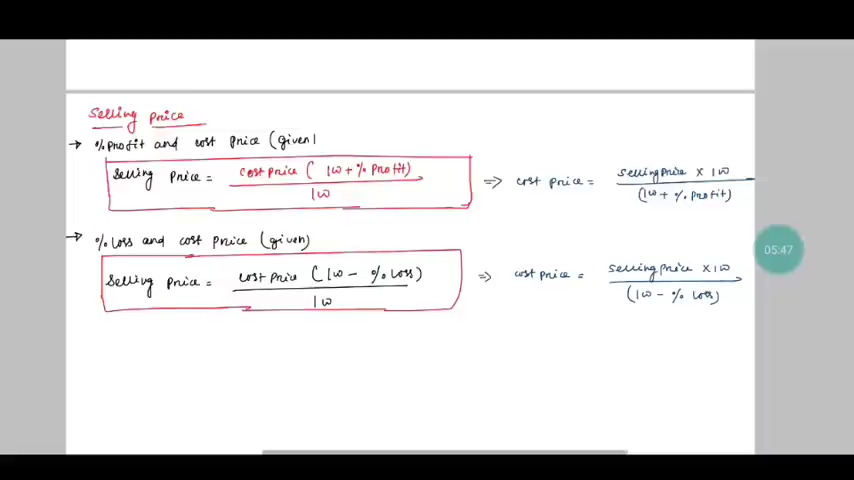 Selling price
→ % Profit and cost price (given)
Selling price = cost price ( 100 + % Profit) / 100 ⇒ cost price = selling price × 100 / (100 + % Profit)
→ % Loss and cost price (given)
Selling price = cost price (100 - % Loss) / 100 ⇒ cost price = selling price × 100 / (100 - % Loss)
05:47